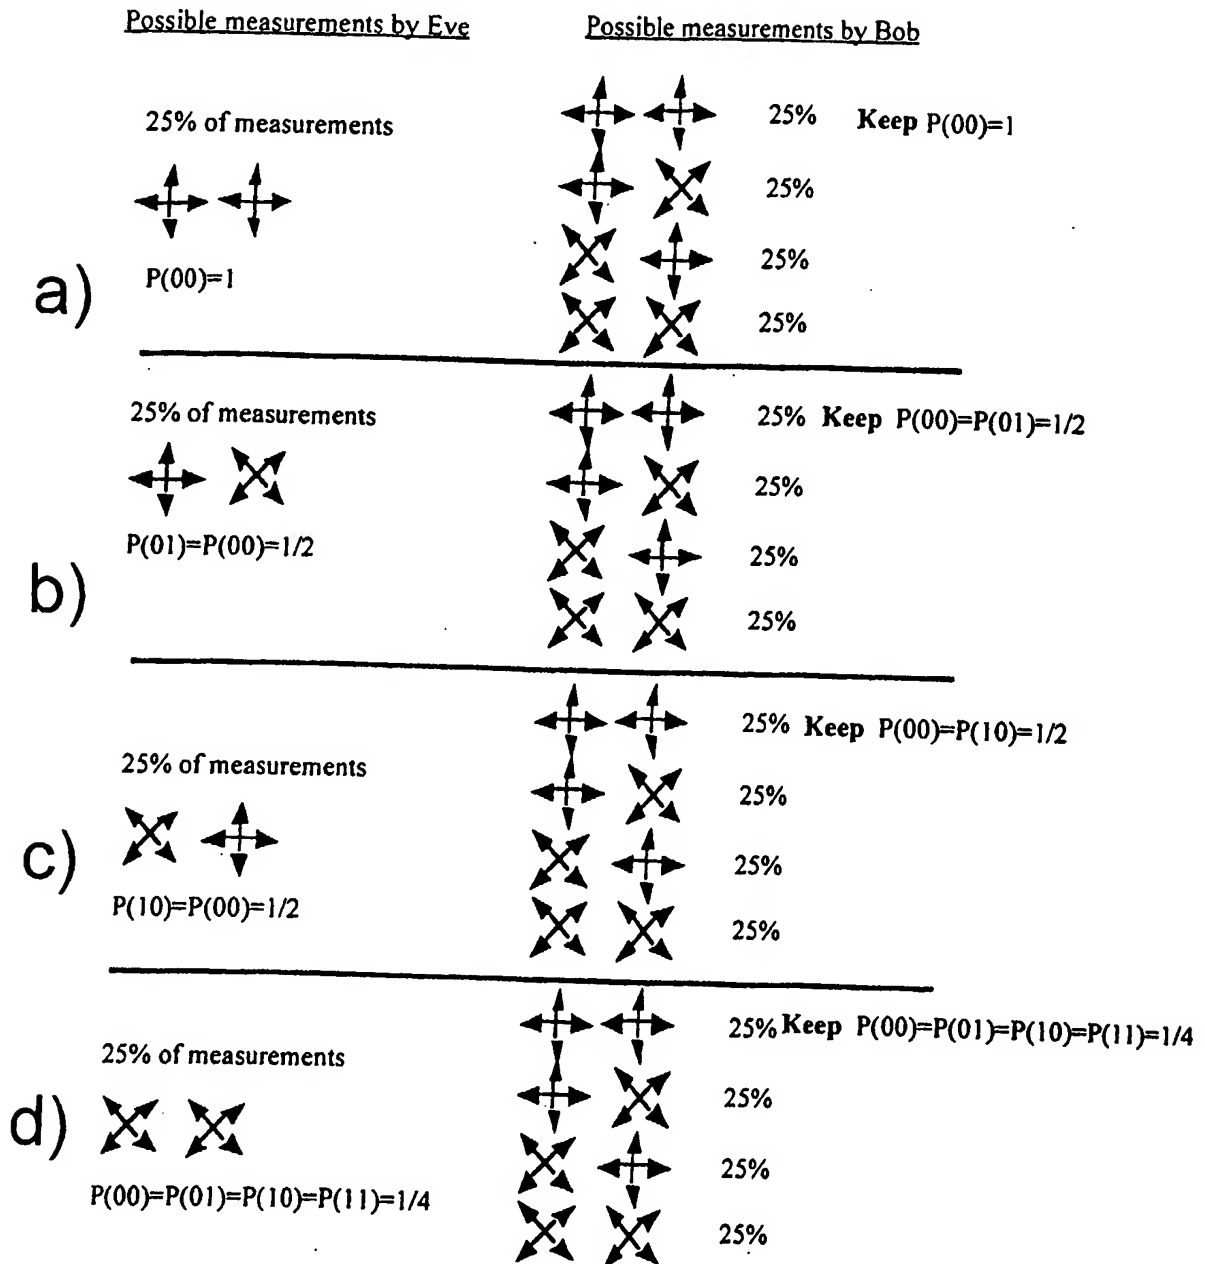 Possible measurements by Eve
Possible measurements by Bob
25% of measurements
25% Keep P(00)=1
25%
a) P(00)=1
25%
25%
25% of measurements
25% Keep P(00)=P(01)=1/2
25%
P(01)=P(00)=1/2
25%
b)
25%
25% Keep P(00)=P(10)=1/2
25% of measurements
25%
c)
25%
P(10)=P(00)=1/2
25%
25% Keep P(00)=P(01)=P(10)=P(11)=1/4
25% of measurements
25%
d)
25%
P(00)=P(01)=P(10)=P(11)=1/4
25%